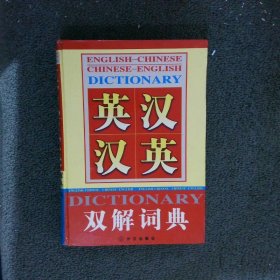 ENGLISH-CHINESE
CHINESE-ENGLISH
DICTIONARY
英汉
汉英
DICTIONARY
双解词典